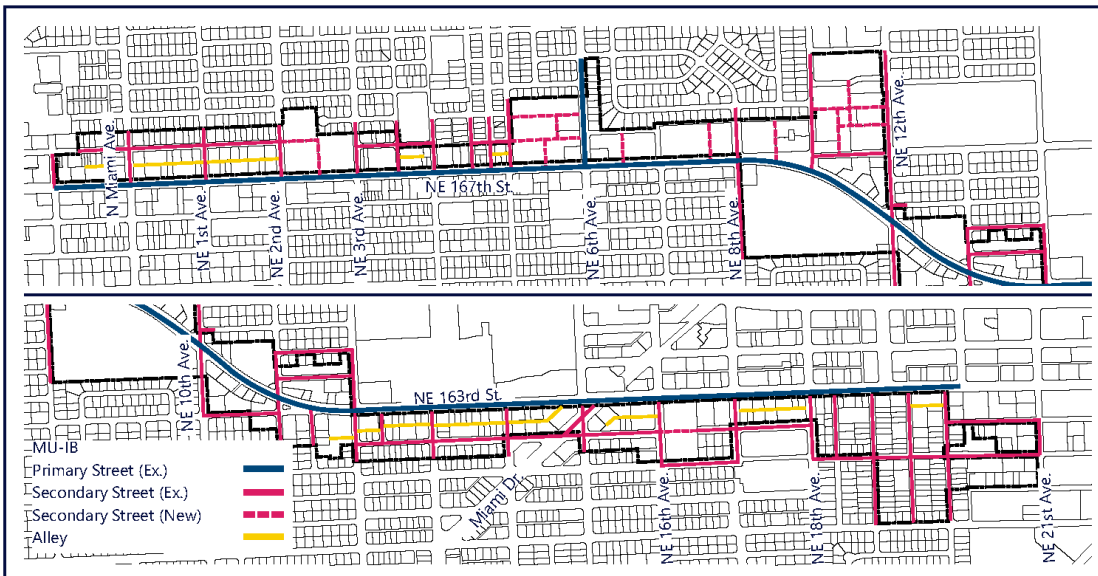 N Miami Ave.
NE 1st Ave.
NE 2nd Ave.
NE 3rd Ave.
NE 167th St.
NE 6th Ave.
NE 8th Ave.
NE 12th Ave.
NE 10th Ave.
NE 163rd St.
Miami Dr.
NE 16th Ave.
NE 18th Ave.
NE 21st Ave.
MU-IB
Primary Street (Ex.)
Secondary Street (Ex.)
Secondary Street (New)
Alley